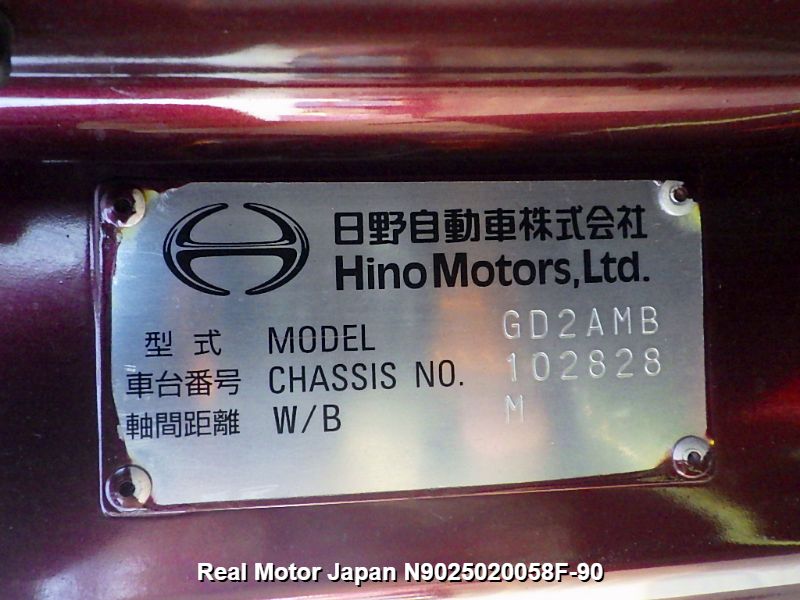 日野自動車株式会社
Hino Motors, Ltd.
型式 MODEL GD2AMB
車台番号 CHASSIS NO. 102828
軸間距離 W/B M
Real Motor Japan N9025020058F-90